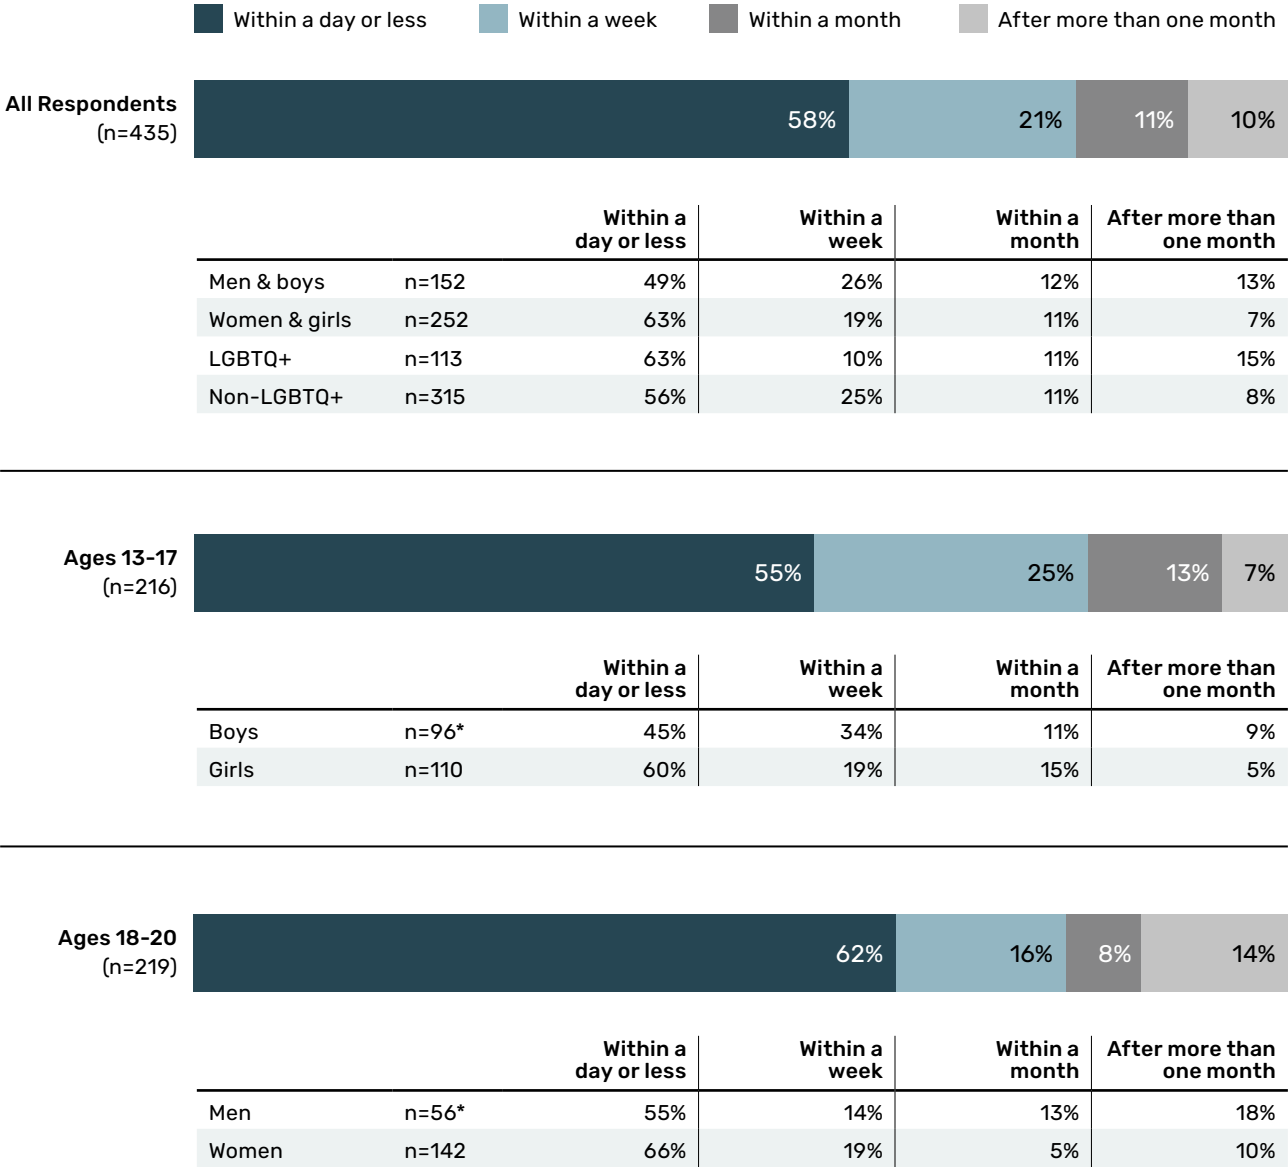 Within a day or less Within a week Within a month After more than one month
All Respondents
(n=435)
58% 21% 11% 10%
Within a day or less Within a week Within a month After more than one month
Men & boys n=152 49% 26% 12% 13%
Women & girls n=252 63% 19% 11% 7%
LGBTQ+ n=113 63% 10% 11% 15%
Non-LGBTQ+ n=315 56% 25% 11% 8%
Ages 13-17
(n=216)
55% 25% 13% 7%
Within a day or less Within a week Within a month After more than one month
Boys n=96* 45% 34% 11% 9%
Girls n=110 60% 19% 15% 5%
Ages 18-20
(n=219)
62% 16% 8% 14%
Within a day or less Within a week Within a month After more than one month
Men n=56* 55% 14% 13% 18%
Women n=142 66% 19% 5% 10%